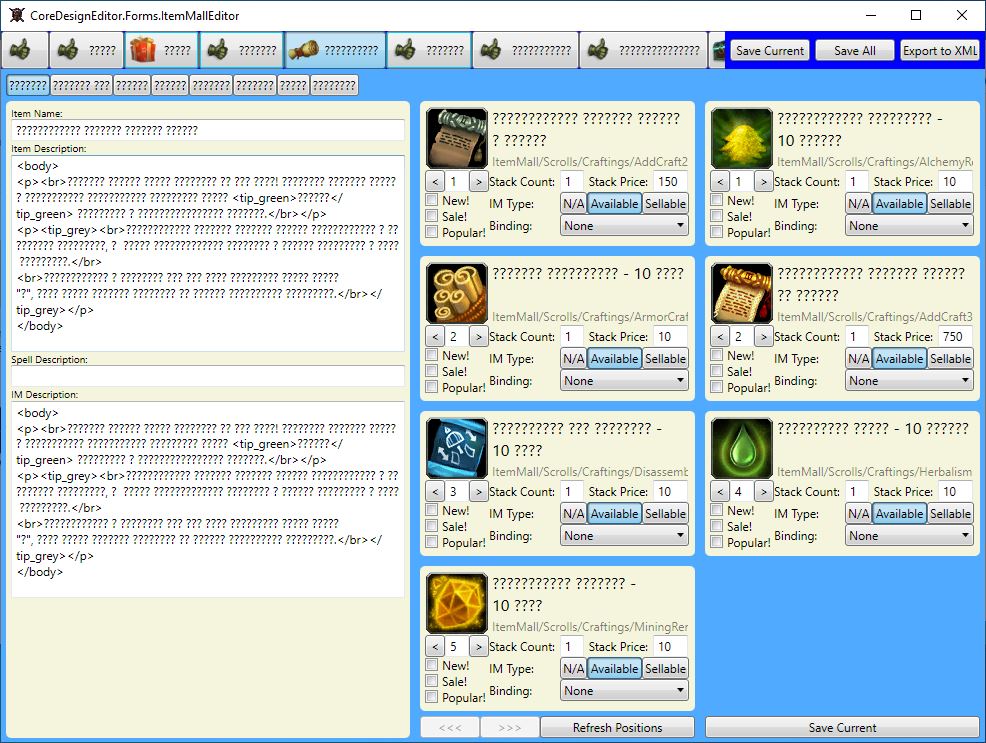 CoreDesignEditor.Forms.ItemMallEditor
????? ????? ??????? ?????????? ??????? ??????????? ???????????????
Save Current Save All Export to XML
??????? ??????? ??? ?????? ?????? ??????? ??????? ????? ????????
Item Name:
???????????? ??????? ??????? ??????
Item Description:
<body>
<p><br>??????? ?????? ????? ???????? ?? ??? ????! ???????? ??????? ?????
? ??????????? ??????????? ????????? ????? <tip_green>??????</
tip_green> ????????? ? ???????????????? ???????.</br></p>
<p><tip_grey><br>???????????? ??????? ??????? ?????? ???????????? ? ??
???????? ?????????, ?  ????? ????????????? ???????? ? ?????? ????????? ? ????
?????????.</br>
<br>???????????? ? ???????? ??? ??? ???? ????????? ????? ?????
"?", ???? ????? ??????? ???????? ?? ?????? ?????????? ?????????.</br></
tip_grey></p>
</body>
Spell Description:
IM Description:
<body>
<p><br>??????? ?????? ????? ???????? ?? ??? ????! ???????? ??????? ?????
? ??????????? ??????????? ????????? ????? <tip_green>??????</
tip_green> ????????? ? ???????????????? ???????.</br></p>
<p><tip_grey><br>???????????? ??????? ??????? ?????? ???????????? ? ??
???????? ?????????, ?  ????? ????????????? ???????? ? ?????? ????????? ? ????
?????????.</br>
<br>???????????? ? ???????? ??? ??? ???? ????????? ????? ?????
"?", ???? ????? ??????? ???????? ?? ?????? ?????????? ?????????.</br></
tip_grey></p>
</body>
???????????? ??????? ??????
? ??????
ItemMall/Scrolls/Craftings/AddCraft2
< 1 > Stack Count: 1 Stack Price: 150
New!
IM Type: N/A Available Sellable
Sale!
Binding: None
Popular!
???????????? ????????? -
10 ??????
ItemMall/Scrolls/Craftings/AlchemyRe
< 1 > Stack Count: 1 Stack Price: 10
New!
IM Type: N/A Available Sellable
Sale!
Binding: None
Popular!
??????? ?????????? - 10 ????
ItemMall/Scrolls/Craftings/ArmorCraf
< 2 > Stack Count: 1 Stack Price: 10
New!
IM Type: N/A Available Sellable
Sale!
Binding: None
Popular!
???????????? ??????? ??????
?? ??????
ItemMall/Scrolls/Craftings/AddCraft3
< 2 > Stack Count: 1 Stack Price: 750
New!
IM Type: N/A Available Sellable
Sale!
Binding: None
Popular!
?????????? ??? ???????? -
10 ????
ItemMall/Scrolls/Craftings/Disassemb
< 3 > Stack Count: 1 Stack Price: 10
New!
IM Type: N/A Available Sellable
Sale!
Binding: None
Popular!
?????????? ????? - 10 ??????
ItemMall/Scrolls/Craftings/Herbalism
< 4 > Stack Count: 1 Stack Price: 10
New!
IM Type: N/A Available Sellable
Sale!
Binding: None
Popular!
??????????? ??????? -
10 ????
ItemMall/Scrolls/Craftings/MiningRer
< 5 > Stack Count: 1 Stack Price: 10
New!
IM Type: N/A Available Sellable
Sale!
Binding: None
Popular!
<<< >>> Refresh Positions Save Current